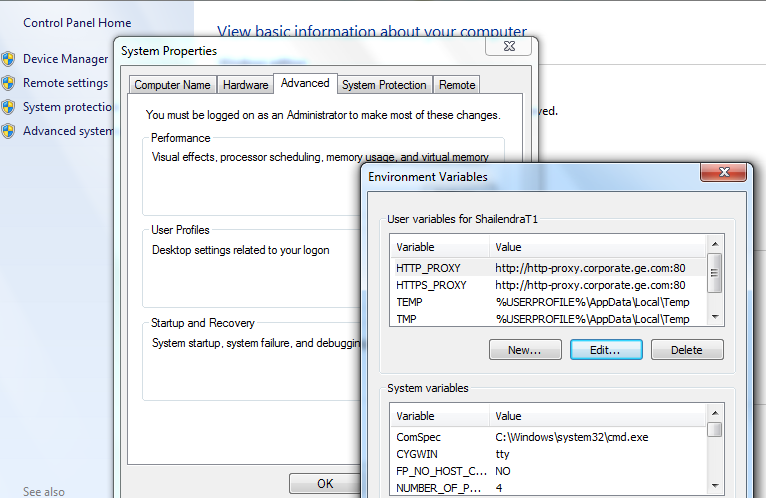 Control Panel Home
Device Manager
Remote settings
System protection
Advanced system
See also
View basic information about your computer
ved.
System Properties
Computer Name Hardware Advanced System Protection Remote
You must be logged on as an Administrator to make most of these changes.
Performance
Visual effects, processor scheduling, memory usage, and virtual memory
User Profiles
Desktop settings related to your logon
Startup and Recovery
System startup, system failure, and debugging
OK
Environment Variables
User variables for ShailendraT1
Variable Value
HTTP_PROXY http://http-proxy.corporate.ge.com:80
HTTPS_PROXY http://http-proxy.corporate.ge.com:80
TEMP %USERPROFILE%\AppData\Local\Temp
TMP %USERPROFILE%\AppData\Local\Temp
New... Edit... Delete
System variables
Variable Value
ComSpec C:\Windows\system32\cmd.exe
CYGWIN tty
FP_NO_HOST_C... NO
NUMBER_OF_P... 4